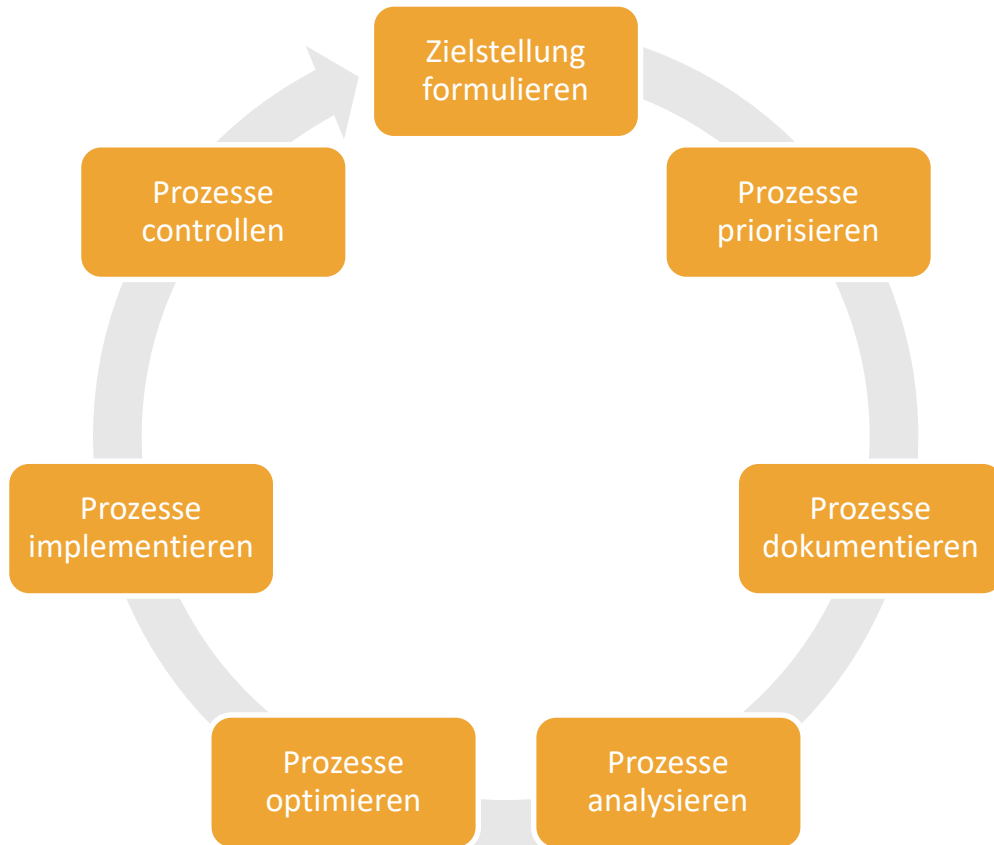 Zielstellung
formulieren
Prozesse
priorisieren
Prozesse
dokumentieren
Prozesse
analysieren
Prozesse
optimieren
Prozesse
implementieren
Prozesse
controllen